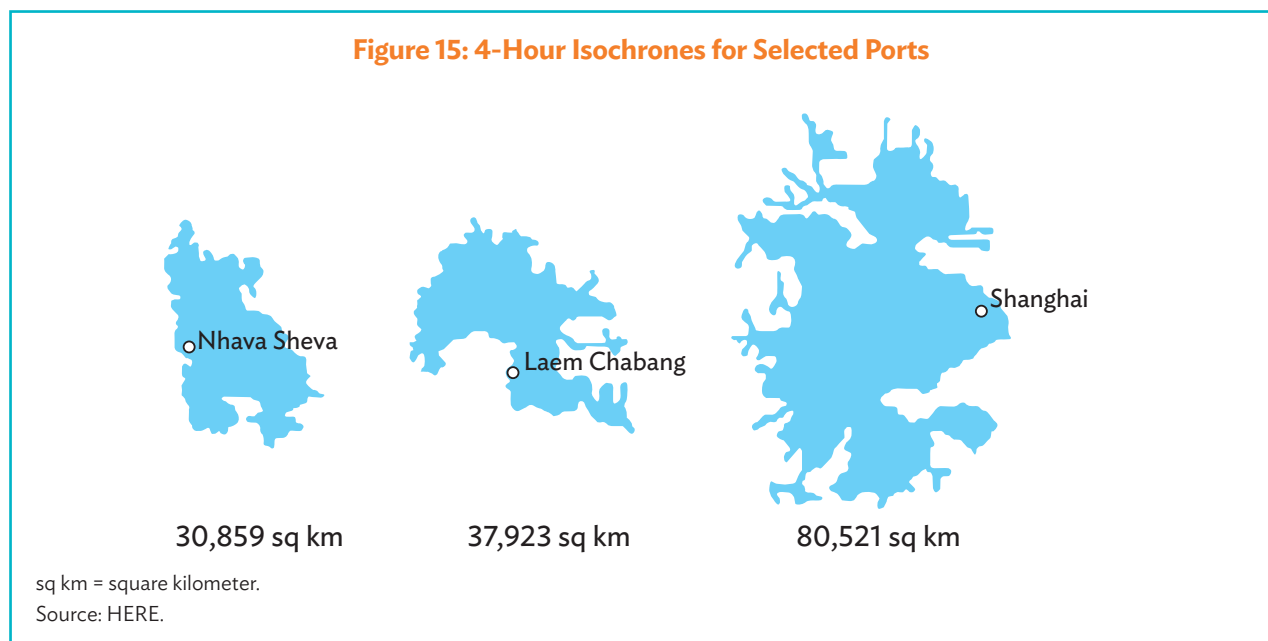 Figure 15: 4-Hour Isochrones for Selected Ports
Shanghai
Nhava Sheva
Laem Chabang
30,859 sq km
37,923 sq km
80,521 sq km
sq km = square kilometer.
Source: HERE.